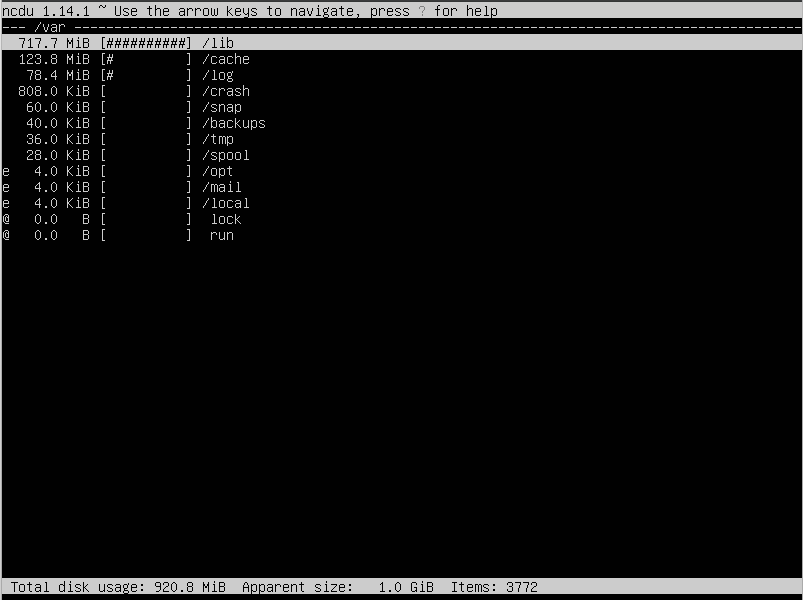 ncdu 1.14.1 ~ Use the arrow keys to navigate, press ? for help
--- /var -------------------------------------------------------------------------------------------
  717.7 MiB [##########] /lib
  123.8 MiB [#         ] /cache
   78.4 MiB [#         ] /log
  808.0 KiB [          ] /crash
   60.0 KiB [          ] /snap
   40.0 KiB [          ] /backups
   36.0 KiB [          ] /tmp
   28.0 KiB [          ] /spool
e   4.0 KiB [          ] /opt
e   4.0 KiB [          ] /mail
e   4.0 KiB [          ] /local
@   0.0   B [          ]  lock
@   0.0   B [          ]  run
 Total disk usage: 920.8 MiB  Apparent size:   1.0 GiB  Items: 3772